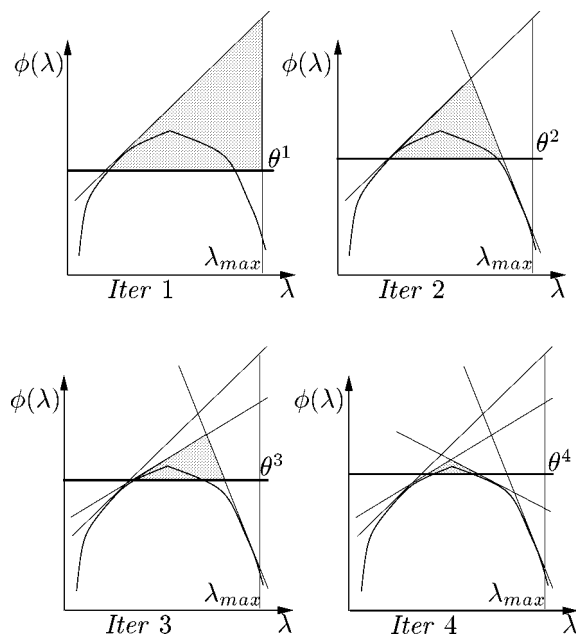 ϕ(λ)
θ¹
λmax
Iter 1
λ
ϕ(λ)
θ²
λmax
Iter 2
λ
ϕ(λ)
θ³
λmax
Iter 3
λ
ϕ(λ)
θ⁴
λmax
Iter 4
λ